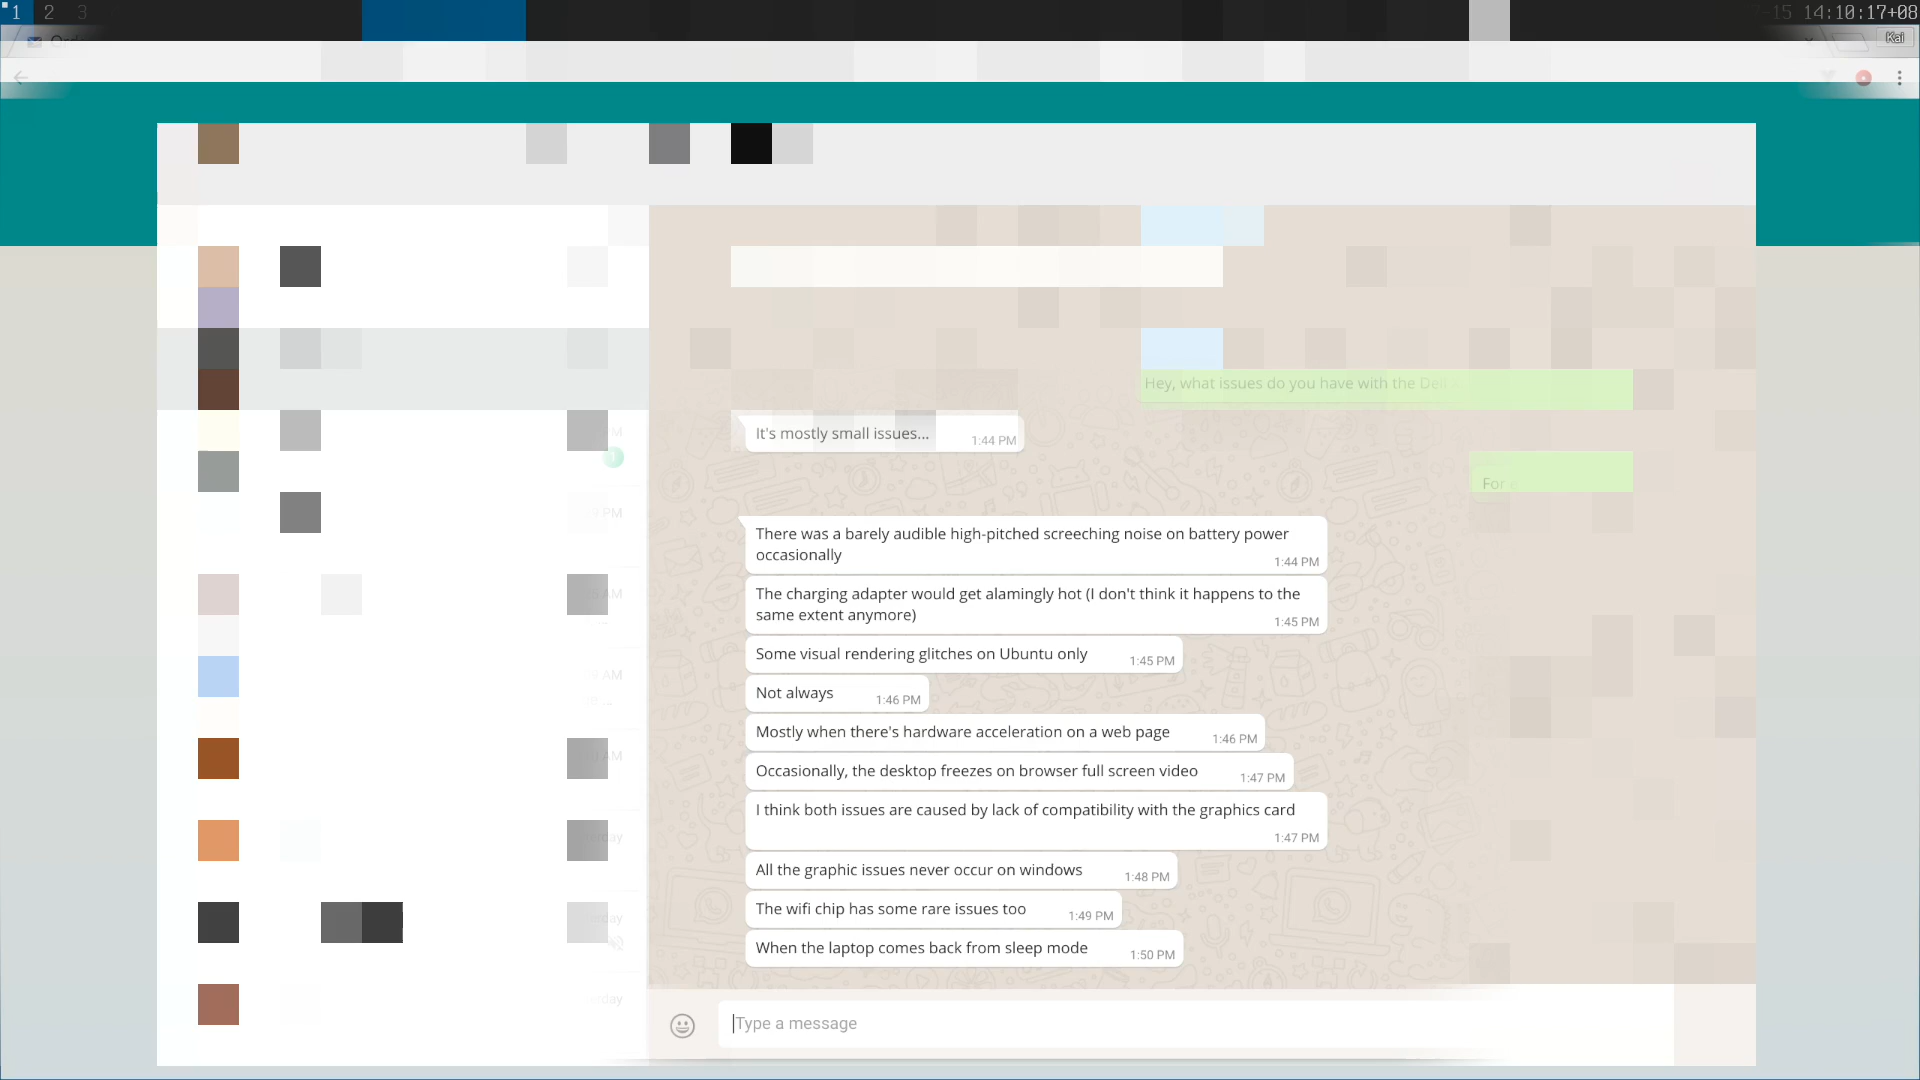 1 2 3
14:10:17+08
Kai
Hey, what issues do you have with the Dell
It's mostly small issues...
1:44 PM
For
There was a barely audible high-pitched screeching noise on battery power
occasionally
1:44 PM
The charging adapter would get alamingly hot (I don't think it happens to the
same extent anymore)
1:45 PM
Some visual rendering glitches on Ubuntu only
1:45 PM
Not always
1:46 PM
Mostly when there's hardware acceleration on a web page
1:46 PM
Occasionally, the desktop freezes on browser full screen video
1:47 PM
I think both issues are caused by lack of compatibility with the graphics card
1:47 PM
All the graphic issues never occur on windows
1:48 PM
The wifi chip has some rare issues too
1:49 PM
When the laptop comes back from sleep mode
1:50 PM
Type a message